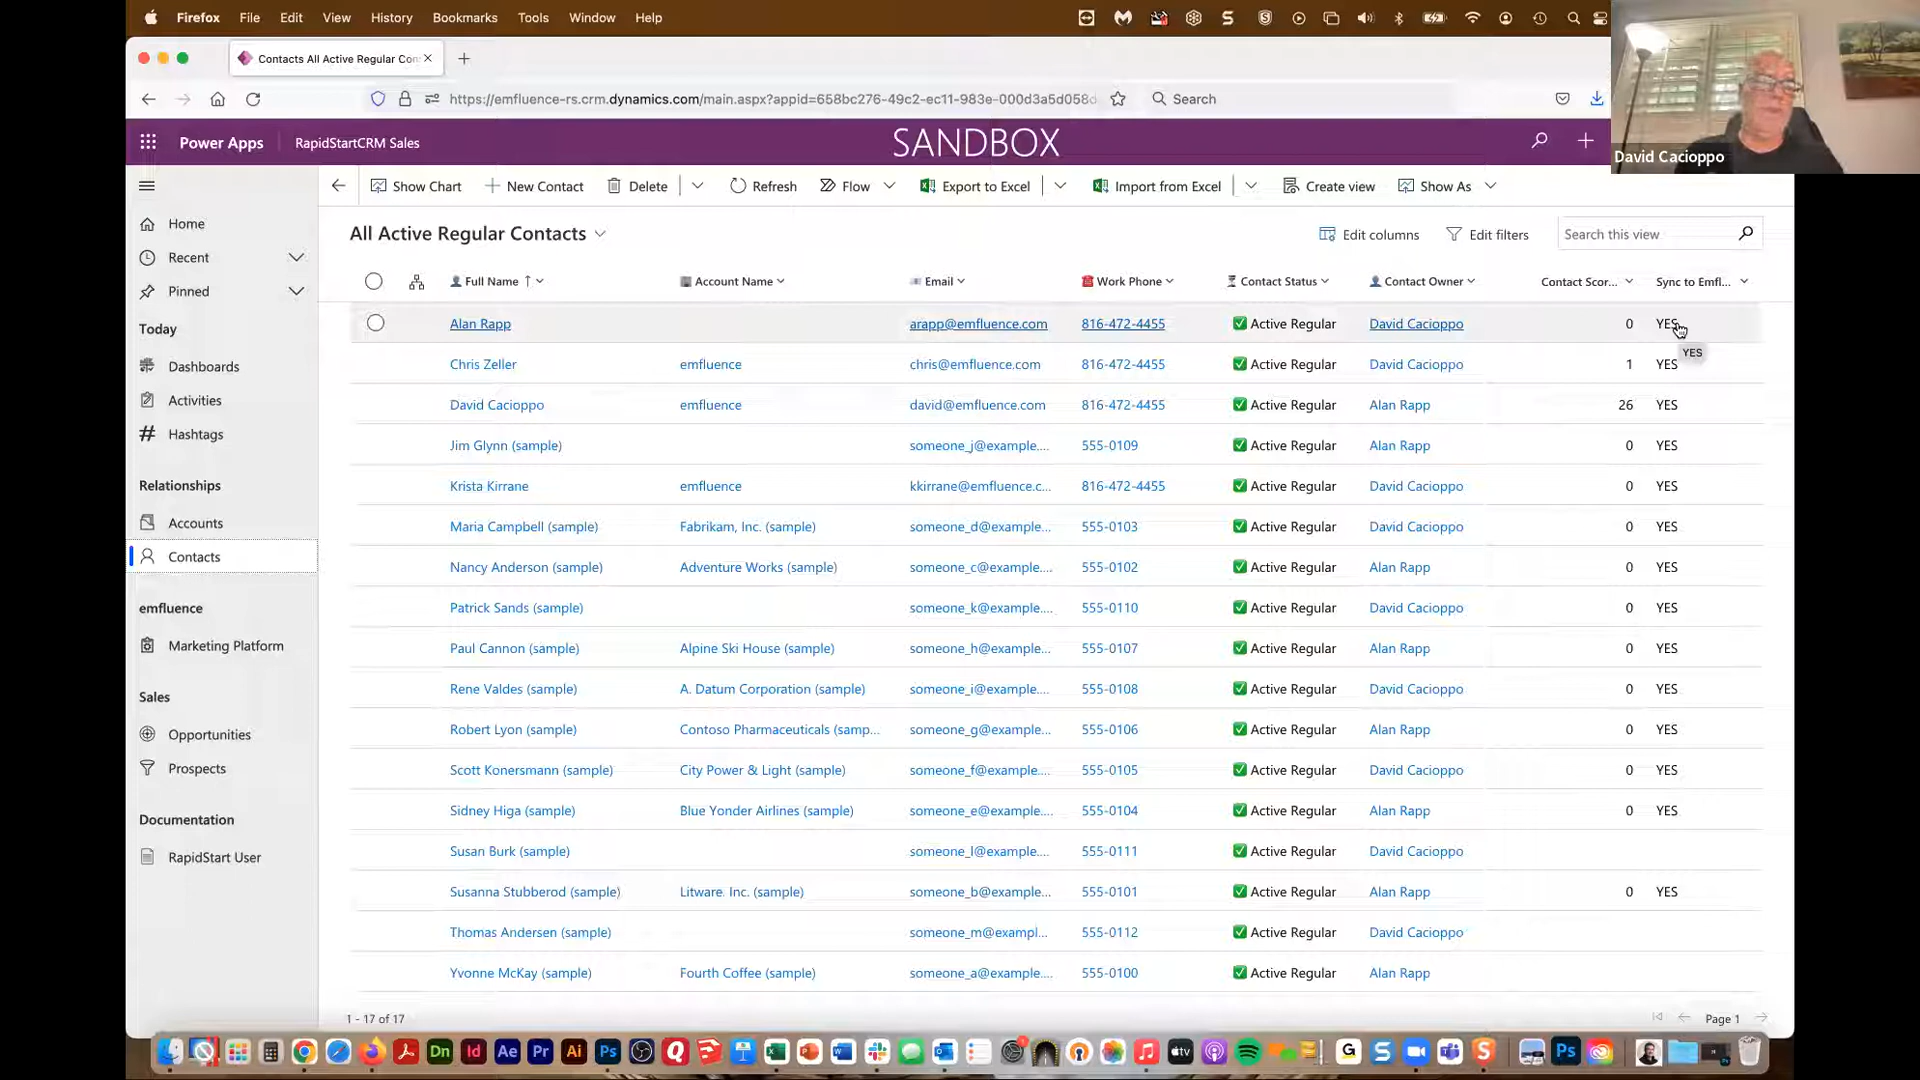 Firefox File Edit View History Bookmarks Tools Window Help
Contacts All Active Regular Con
https://emfluence-rs.crm.dynamics.com/main.aspx?appid=658bc276-49c2-ec11-983e-000d3a5d058d
Search
Power Apps RapidStartCRM Sales SANDBOX
David Cacioppo
Show Chart New Contact Delete Refresh Flow Export to Excel Import from Excel Create view Show As
Home
Recent
Pinned
Today
Dashboards
Activities
Hashtags
Relationships
Accounts
Contacts
emfluence
Marketing Platform
Sales
Opportunities
Prospects
Documentation
RapidStart User
All Active Regular Contacts Edit columns Edit filters Search this view
Full Name Account Name Email Work Phone Contact Status Contact Owner Contact Scor... Sync to Emfl...
Alan Rapp arapp@emfluence.com 816-472-4455 Active Regular David Cacioppo 0 YES
YES
Chris Zeller emfluence chris@emfluence.com 816-472-4455 Active Regular David Cacioppo 1 YES
David Cacioppo emfluence david@emfluence.com 816-472-4455 Active Regular Alan Rapp 26 YES
Jim Glynn (sample) someone_j@example.... 555-0109 Active Regular Alan Rapp 0 YES
Krista Kirrane emfluence kkirrane@emfluence.c... 816-472-4455 Active Regular David Cacioppo 0 YES
Maria Campbell (sample) Fabrikam, Inc. (sample) someone_d@example... 555-0103 Active Regular David Cacioppo 0 YES
Nancy Anderson (sample) Adventure Works (sample) someone_c@example... 555-0102 Active Regular Alan Rapp 0 YES
Patrick Sands (sample) someone_k@example.... 555-0110 Active Regular David Cacioppo 0 YES
Paul Cannon (sample) Alpine Ski House (sample) someone_h@example... 555-0107 Active Regular Alan Rapp 0 YES
Rene Valdes (sample) A. Datum Corporation (sample) someone_i@example.... 555-0108 Active Regular David Cacioppo 0 YES
Robert Lyon (sample) Contoso Pharmaceuticals (samp... someone_g@example... 555-0106 Active Regular Alan Rapp 0 YES
Scott Konersmann (sample) City Power & Light (sample) someone_f@example... 555-0105 Active Regular David Cacioppo 0 YES
Sidney Higa (sample) Blue Yonder Airlines (sample) someone_e@example.... 555-0104 Active Regular Alan Rapp 0 YES
Susan Burk (sample) someone_l@example.... 555-0111 Active Regular David Cacioppo
Susanna Stubberod (sample) Litware. Inc. (sample) someone_b@example... 555-0101 Active Regular Alan Rapp 0 YES
Thomas Andersen (sample) someone_m@exampl... 555-0112 Active Regular David Cacioppo
Yvonne McKay (sample) Fourth Coffee (sample) someone_a@example... 555-0100 Active Regular Alan Rapp
1 - 17 of 17 Page 1
Dn Id Ae Pr Ai Ps tv Ps